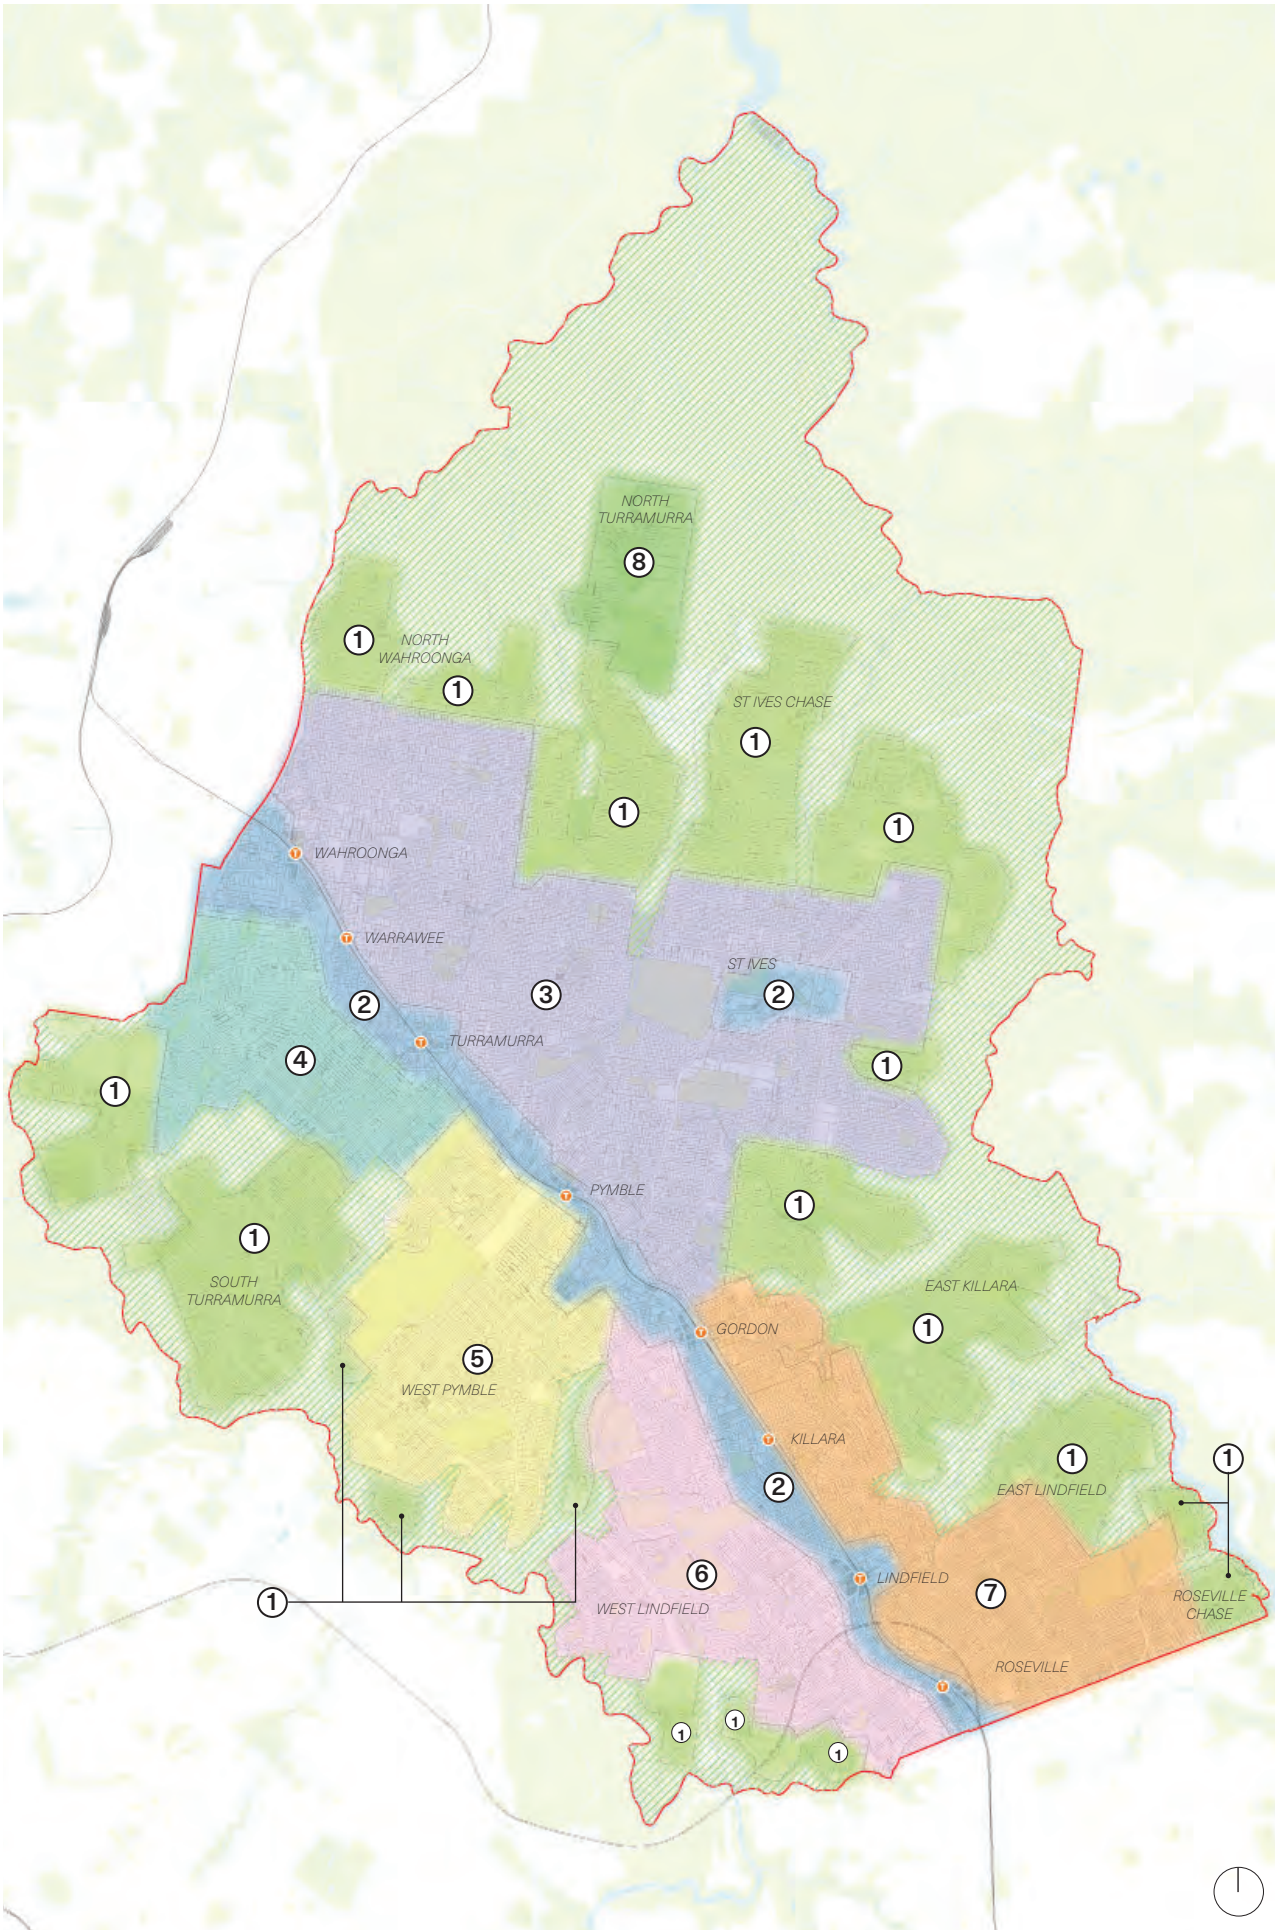 NORTH
TURRAMURRA
8
1
NORTH
WAHROONGA
1
ST IVES CHASE
1
1
1
T
WAHROONGA
T
WARRAWEE
ST IVES
2
3
2
T
TURRAMURRA
4
1
1
T
PYMBLE
1
1
SOUTH
TURRAMURRA
EAST KILLARA
1
T
GORDON
5
WEST PYMBLE
T
KILLARA
2
1
EAST LINDFIELD
1
6
WEST LINDFIELD
T
LINDFIELD
7
ROSEVILLE
CHASE
1
T
ROSEVILLE
1
1
1